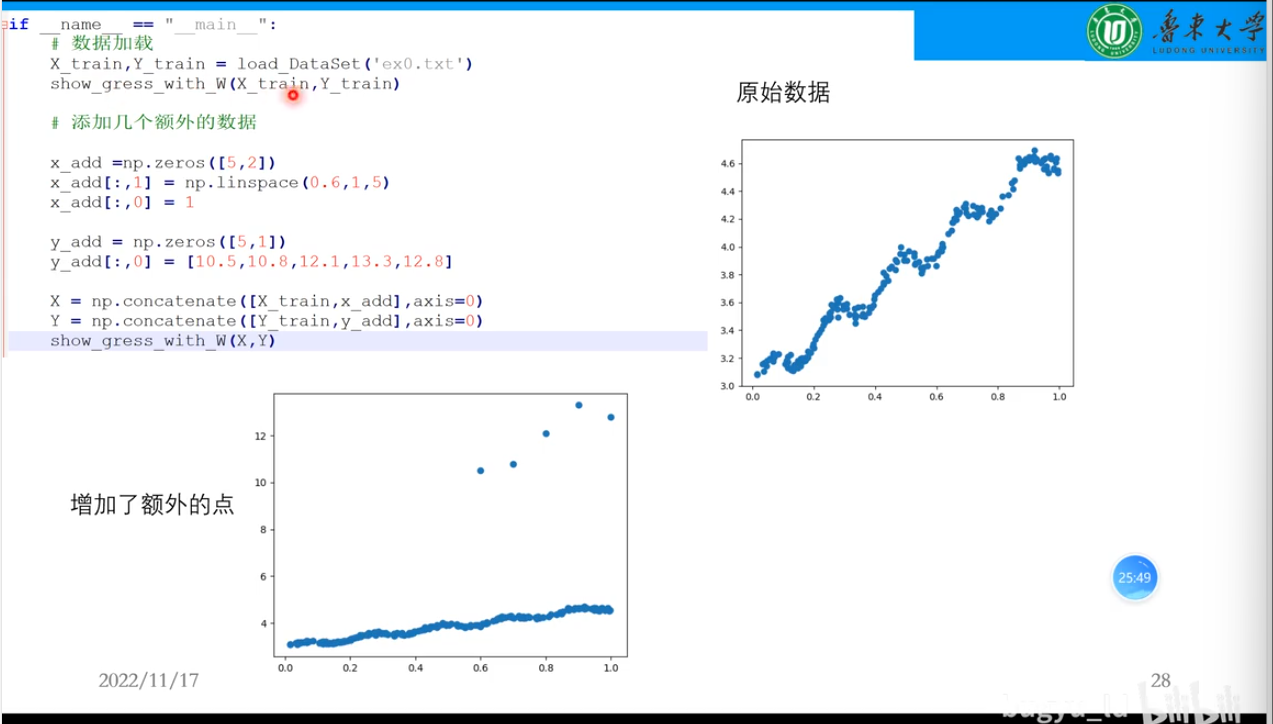 if __name__ == "__main__":
# 数据加载
X_train,Y_train = load_DataSet('ex0.txt')
show_gress_with_W(X_train,Y_train)
# 添加几个额外的数据
x_add =np.zeros([5,2])
x_add[:,1] = np.linspace(0.6,1,5)
x_add[:,0] = 1
y_add = np.zeros([5,1])
y_add[:,0] = [10.5,10.8,12.1,13.3,12.8]
X = np.concatenate([X_train,x_add],axis=0)
Y = np.concatenate([Y_train,y_add],axis=0)
show_gress_with_W(X,Y)
鲁东大学
LUDONG UNIVERSITY
原始数据
4.6
4.4
4.2
4.0
3.8
3.6
3.4
3.2
3.0
0.0 0.2 0.4 0.6 0.8 1.0
增加了额外的点
12
10
8
6
4
0.0 0.2 0.4 0.6 0.8 1.0
25:49
2022/11/17
28
bilibili